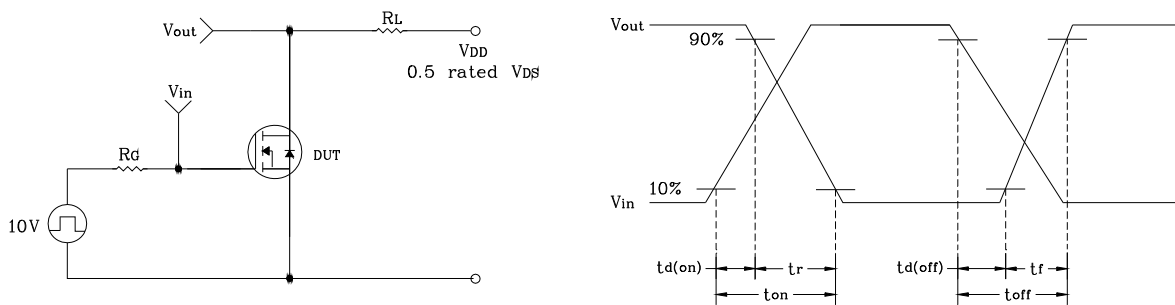 Vout
RL
VDD
0.5 rated VDS
Vin
RG
DUT
10V
Vout
90%
10%
Vin
td(on)
tr
td(off)
tf
ton
toff